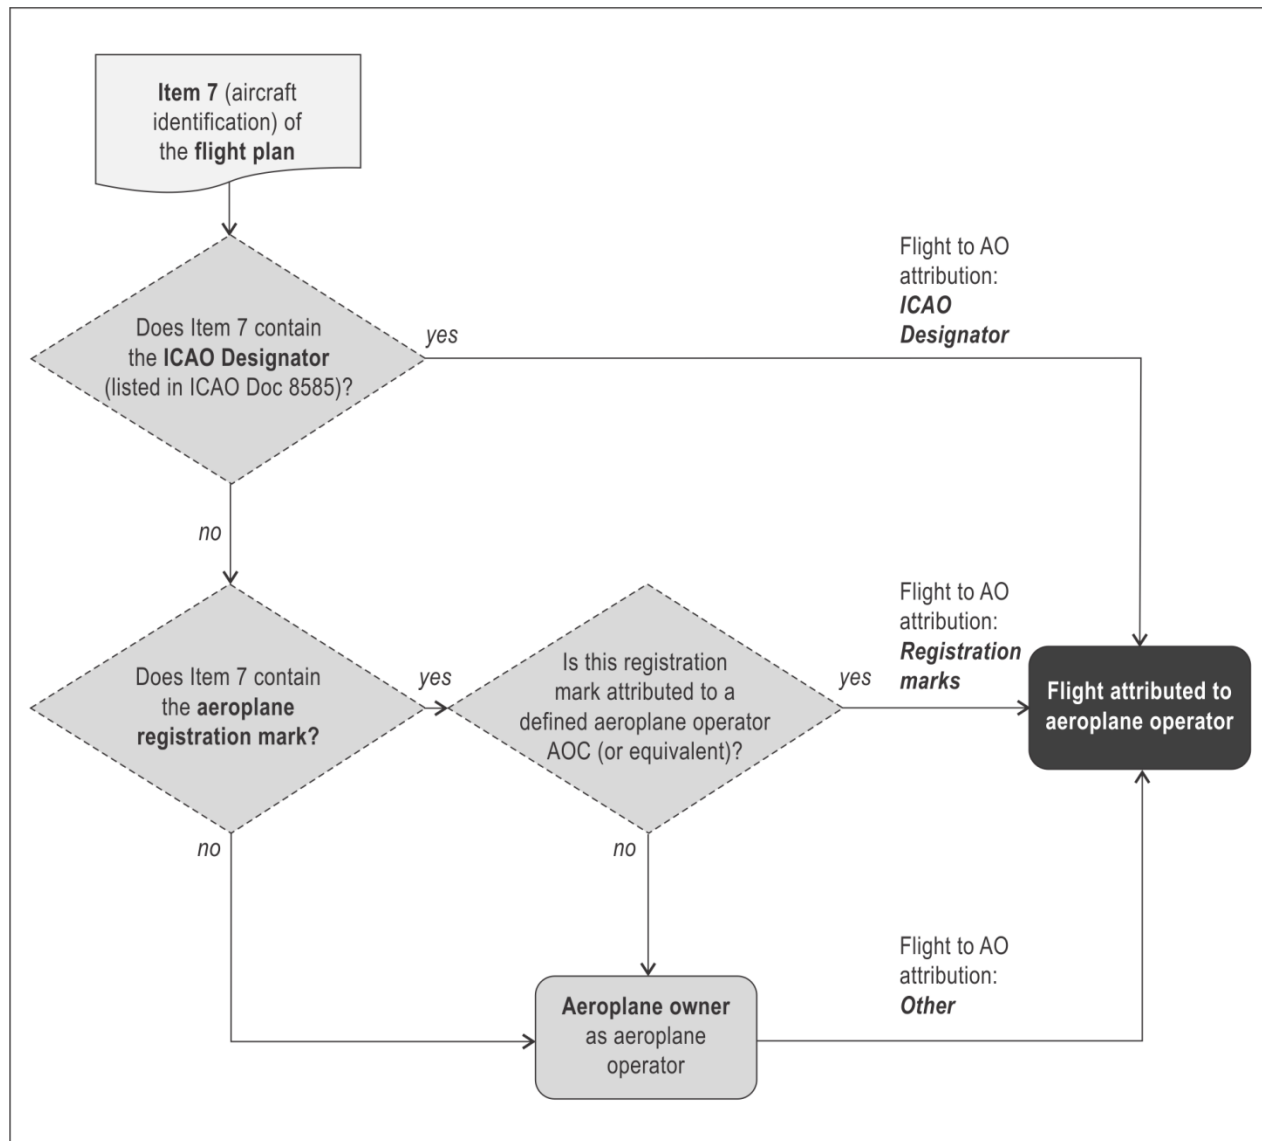 Item 7 (aircraft
identification) of
the flight plan
Does Item 7 contain
the ICAO Designator
(listed in ICAO Doc 8585)?
yes
Flight to AO
attribution:
ICAO
Designator
no
Does Item 7 contain
the aeroplane
registration mark?
yes
Is this registration
mark attributed to a
defined aeroplane operator
AOC (or equivalent)?
yes
Flight to AO
attribution:
Registration
marks
Flight attributed to
aeroplane operator
no
no
Aeroplane owner
as aeroplane
operator
Flight to AO
attribution:
Other